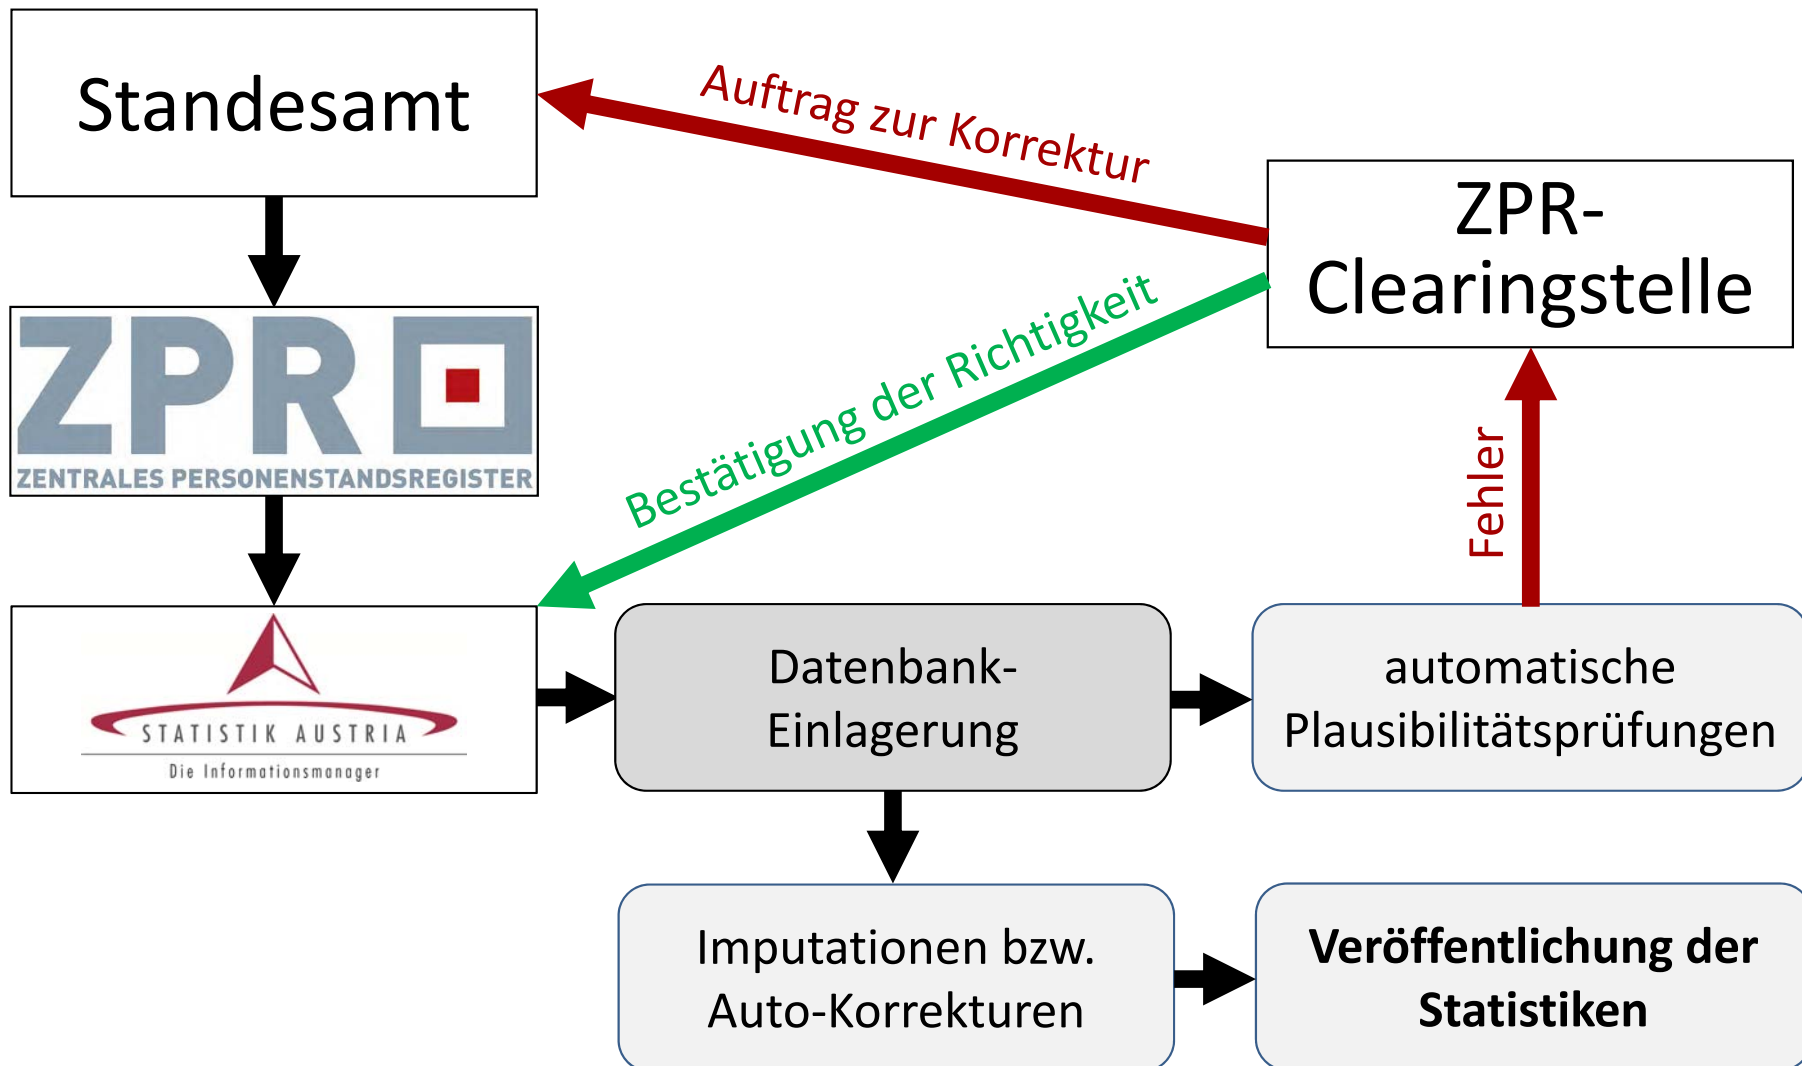 Standesamt
Auftrag zur Korrektur
ZPR-
Clearingstelle
ZPR
ZENTRALES PERSONENSTANDSREGISTER
Bestätigung der Richtigkeit
Fehler
STATISTIK AUSTRIA
Die Informationsmanager
Datenbank-
Einlagerung
automatische
Plausibilitätsprüfungen
Imputationen bzw.
Auto-Korrekturen
Veröffentlichung der
Statistiken